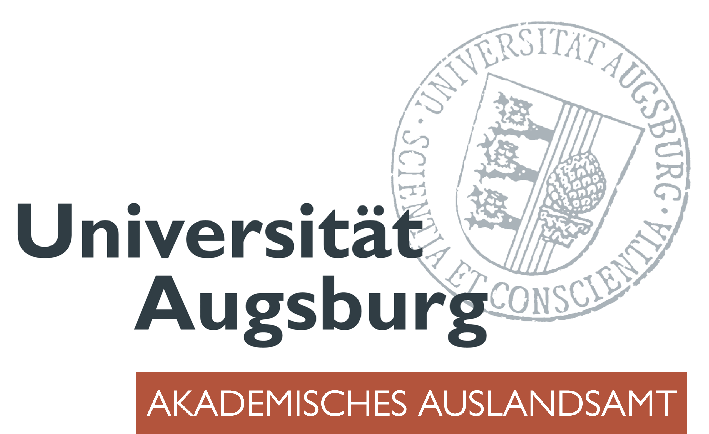 UNIVERSITÄT AUGSBURG · SCIENTIA ET CONSCIENTIA ·
Universität
Augsburg
AKADEMISCHES AUSLANDSAMT